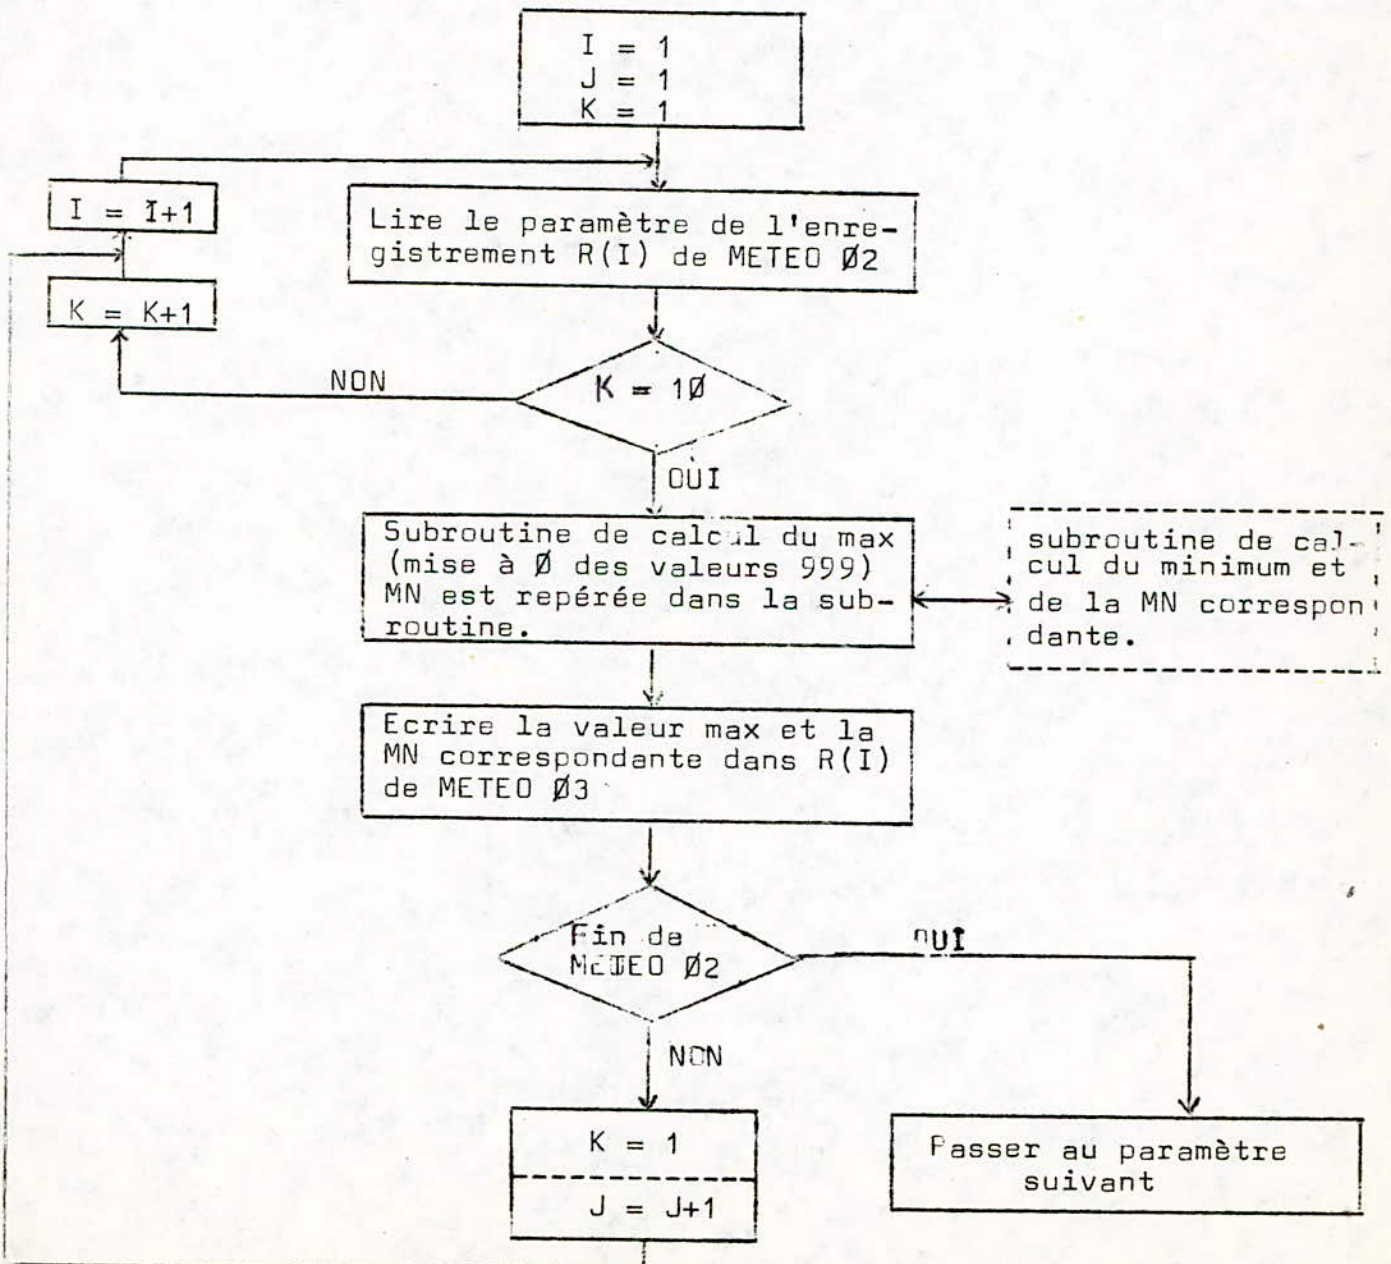 I = 1
J = 1
K = 1
I = I+1
Lire le paramètre de l'enre-
gistrement R(I) de METEO Ø2
K = K+1
NON
K = 1Ø
OUI
Subroutine de calcul du max
(mise à Ø des valeurs 999)
MN est repérée dans la sub-
routine.
subroutine de cal-
cul du minimum et
de la MN correspon
dante.
Ecrire la valeur max et la
MN correspondante dans R(I)
de METEO Ø3
Fin de
METEO Ø2
OUI
NON
K = 1
J = J+1
Passer au paramètre
suivant